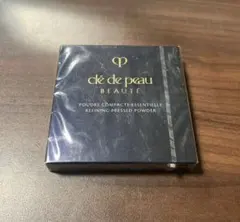 clé de peau
BEAUTÉ
POUDRE COMPACTE ESSENTIELLE
REFINING PRESSED POWDER